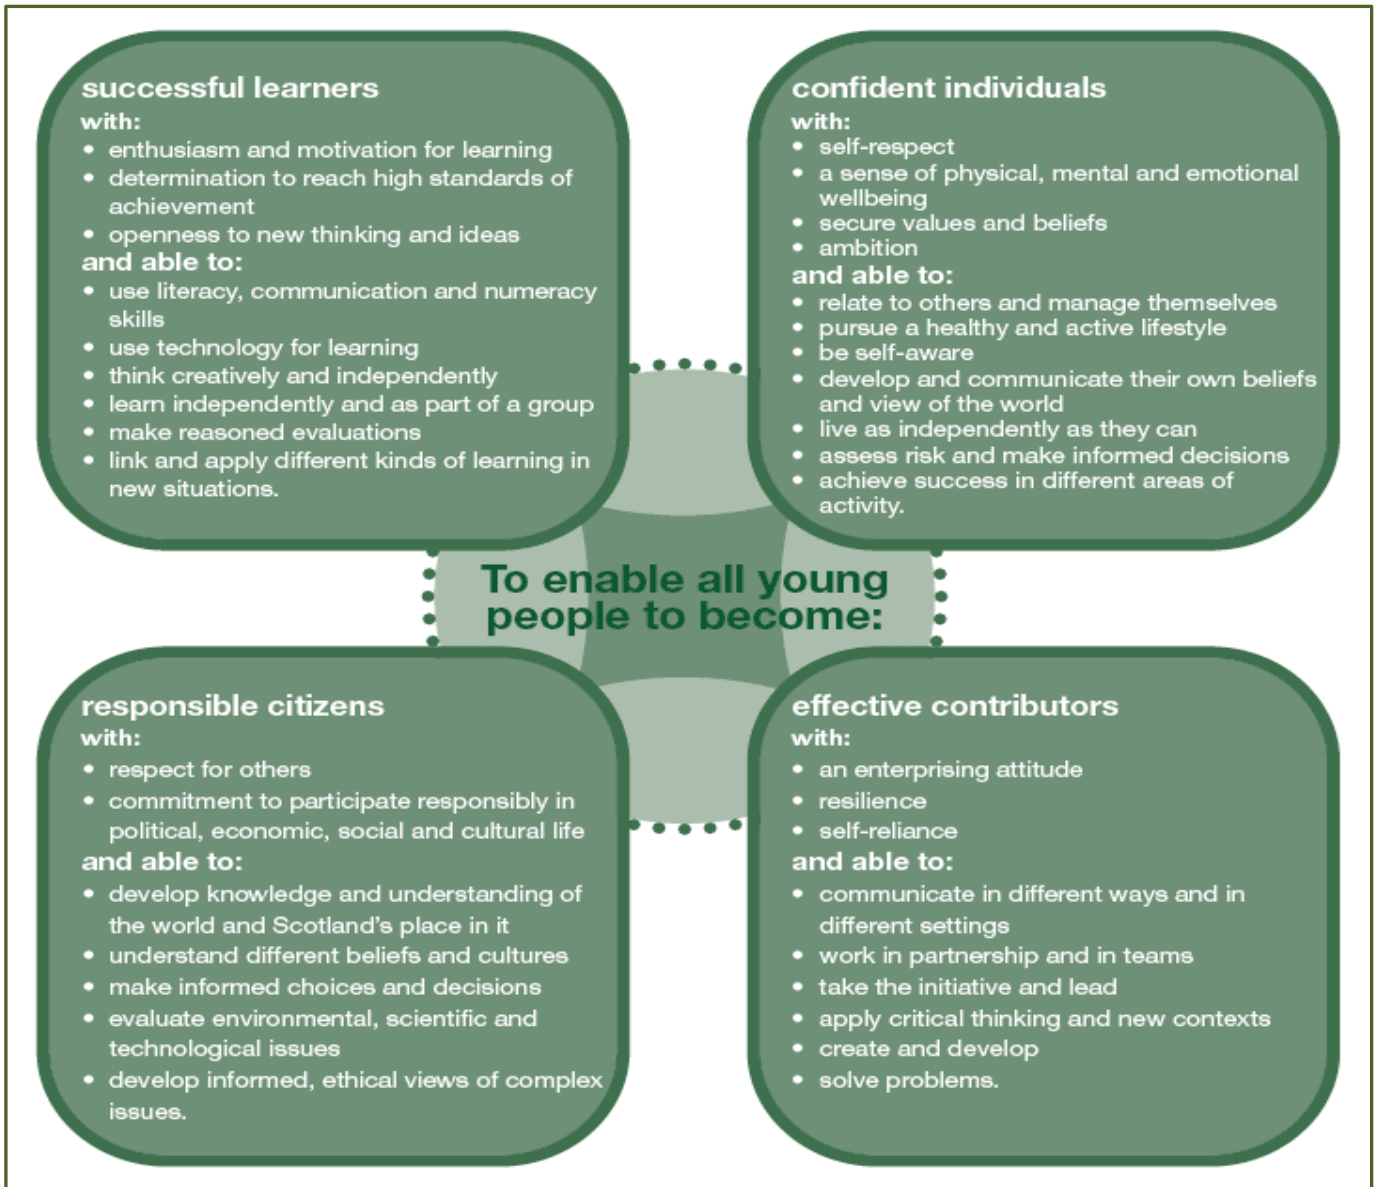 successful learners
with:
• enthusiasm and motivation for learning
• determination to reach high standards of
achievement
• openness to new thinking and ideas
and able to:
• use literacy, communication and numeracy
skills
• use technology for learning
• think creatively and independently
• learn independently and as part of a group
• make reasoned evaluations
• link and apply different kinds of learning in
new situations.
confident individuals
with:
• self-respect
• a sense of physical, mental and emotional
wellbeing
• secure values and beliefs
• ambition
and able to:
• relate to others and manage themselves
• pursue a healthy and active lifestyle
• be self-aware
• develop and communicate their own beliefs
and view of the world
• live as independently as they can
• assess risk and make informed decisions
• achieve success in different areas of
activity.
To enable all young
people to become:
responsible citizens
with:
• respect for others
• commitment to participate responsibly in
political, economic, social and cultural life
and able to:
• develop knowledge and understanding of
the world and Scotland's place in it
• understand different beliefs and cultures
• make informed choices and decisions
• evaluate environmental, scientific and
technological issues
• develop informed, ethical views of complex
issues.
effective contributors
with:
• an enterprising attitude
• resilience
• self-reliance
and able to:
• communicate in different ways and in
different settings
• work in partnership and in teams
• take the initiative and lead
• apply critical thinking and new contexts
• create and develop
• solve problems.